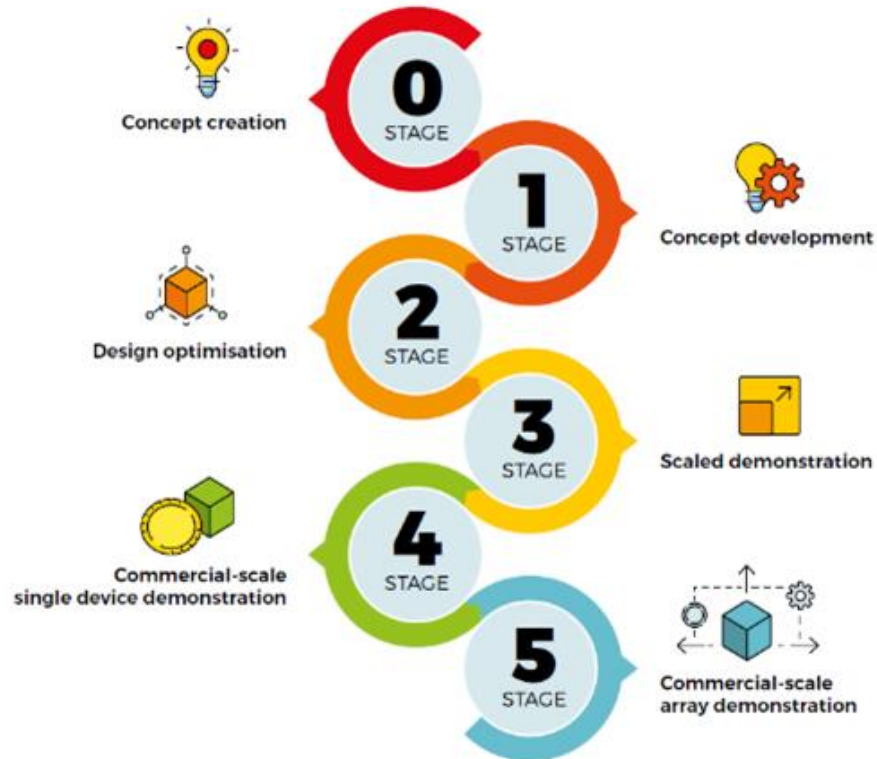 0
STAGE
Concept creation
1
STAGE
Concept development
2
STAGE
Design optimisation
3
STAGE
Scaled demonstration
4
STAGE
Commercial-scale
single device demonstration
5
STAGE
Commercial-scale
array demonstration